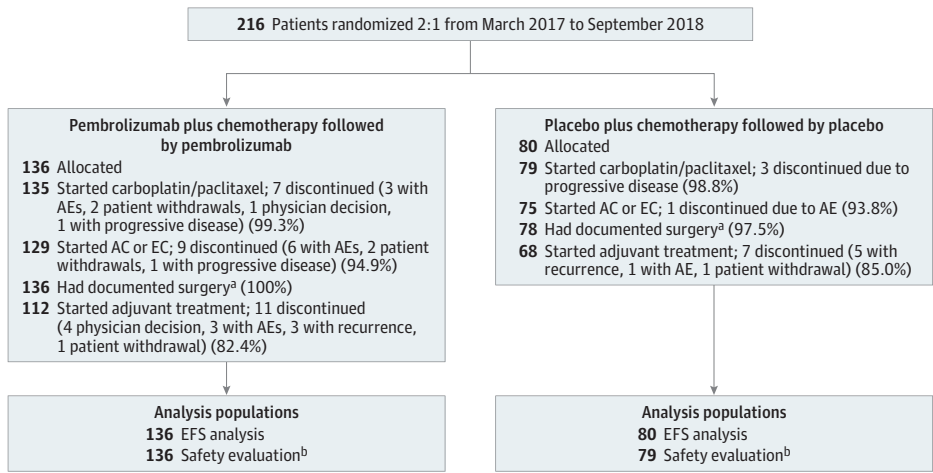 216 Patients randomized 2:1 from March 2017 to September 2018
Pembrolizumab plus chemotherapy followed
by pembrolizumab
136 Allocated
135 Started carboplatin/paclitaxel; 7 discontinued (3 with
AEs, 2 patient withdrawals, 1 physician decision,
1 with progressive disease) (99.3%)
129 Started AC or EC; 9 discontinued (6 with AEs, 2 patient
withdrawals, 1 with progressive disease) (94.9%)
136 Had documented surgeryᵃ (100%)
112 Started adjuvant treatment; 11 discontinued
(4 physician decision, 3 with AEs, 3 with recurrence,
1 patient withdrawal) (82.4%)
Placebo plus chemotherapy followed by placebo
80 Allocated
79 Started carboplatin/paclitaxel; 3 discontinued due to
progressive disease (98.8%)
75 Started AC or EC; 1 discontinued due to AE (93.8%)
78 Had documented surgeryᵃ (97.5%)
68 Started adjuvant treatment; 7 discontinued (5 with
recurrence, 1 with AE, 1 patient withdrawal) (85.0%)
Analysis populations
136 EFS analysis
136 Safety evaluationᵇ
Analysis populations
80 EFS analysis
79 Safety evaluationᵇ